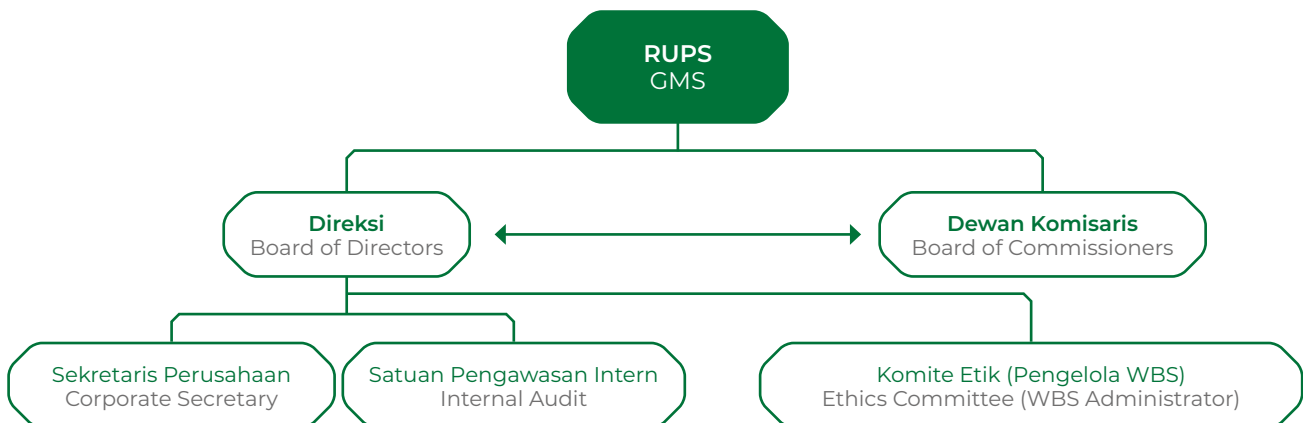 RUPS
GMS
Direksi
Board of Directors
Dewan Komisaris
Board of Commissioners
Sekretaris Perusahaan
Corporate Secretary
Satuan Pengawasan Intern
Internal Audit
Komite Etik (Pengelola WBS)
Ethics Committee (WBS Administrator)